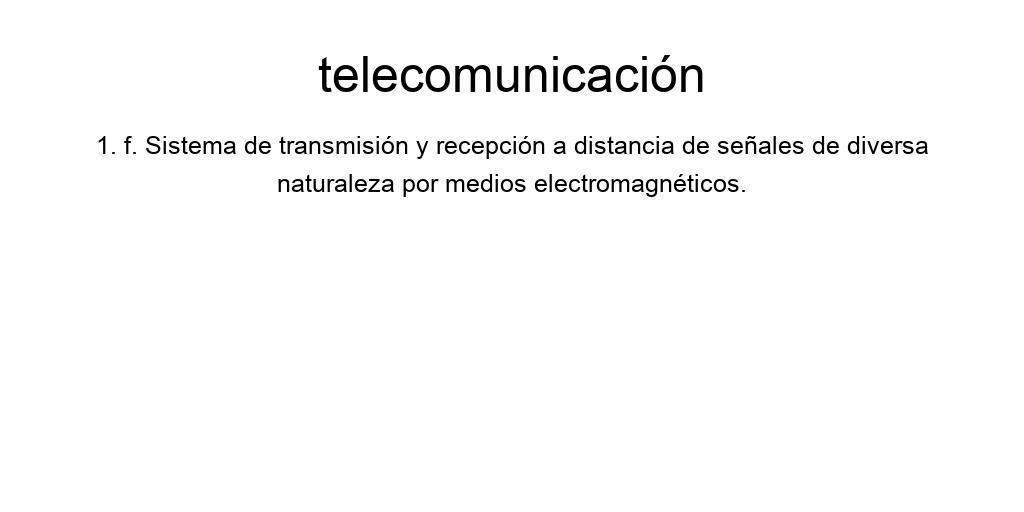 telecomunicación
1. f. Sistema de transmisión y recepción a distancia de señales de diversa
naturaleza por medios electromagnéticos.